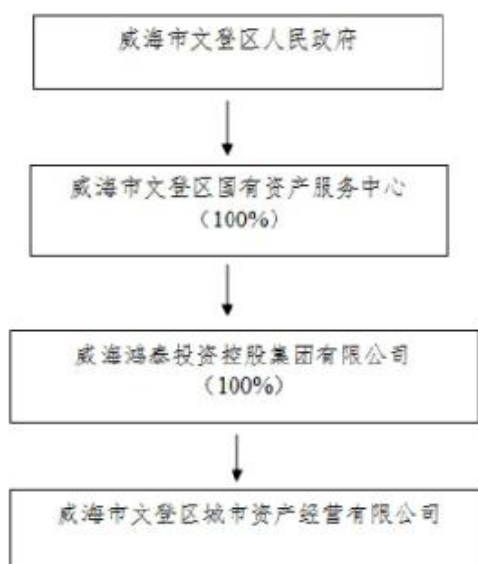 威海市文登区人民政府
威海市文登区国有资产服务中心
（100%）
威海鸿泰投资控股集团有限公司
（100%）
威海市文登区城市资产经营有限公司